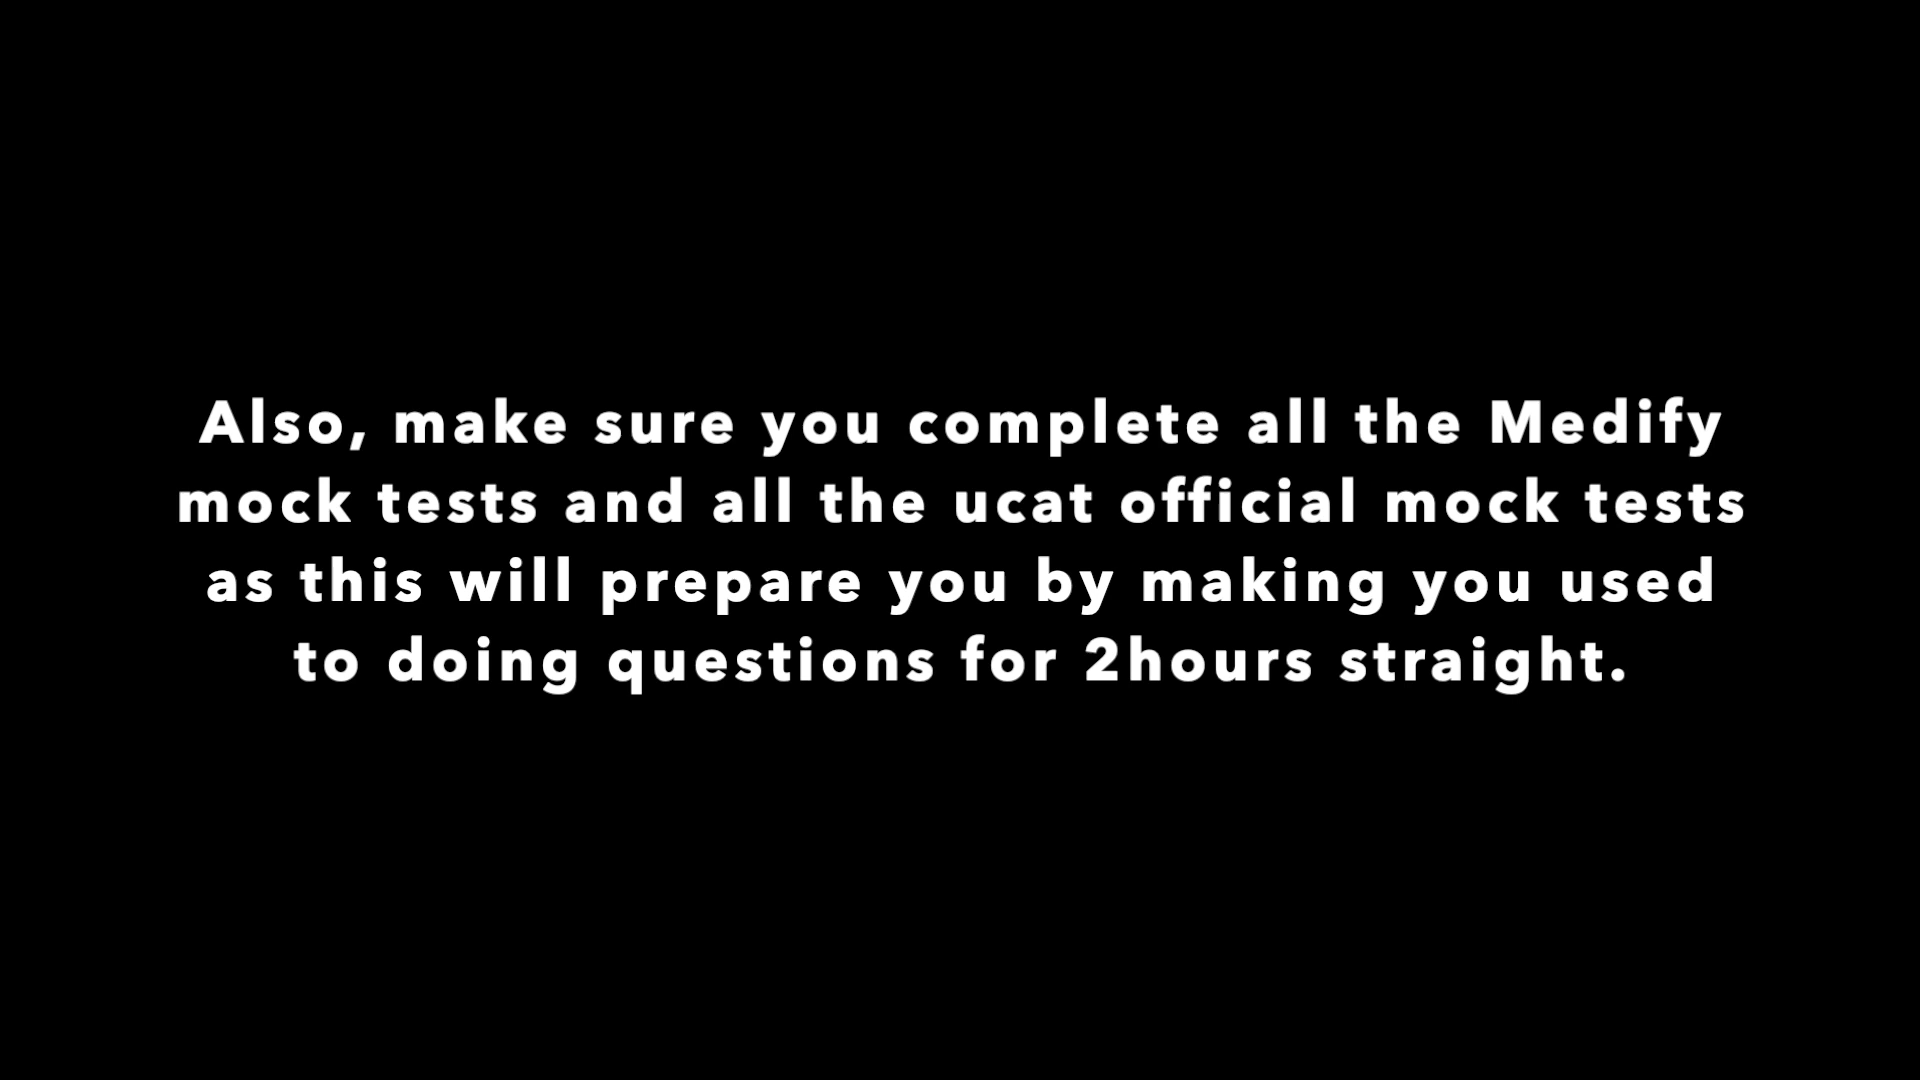 Also, make sure you complete all the Medify
mock tests and all the ucat official mock tests
as this will prepare you by making you used
to doing questions for 2hours straight.